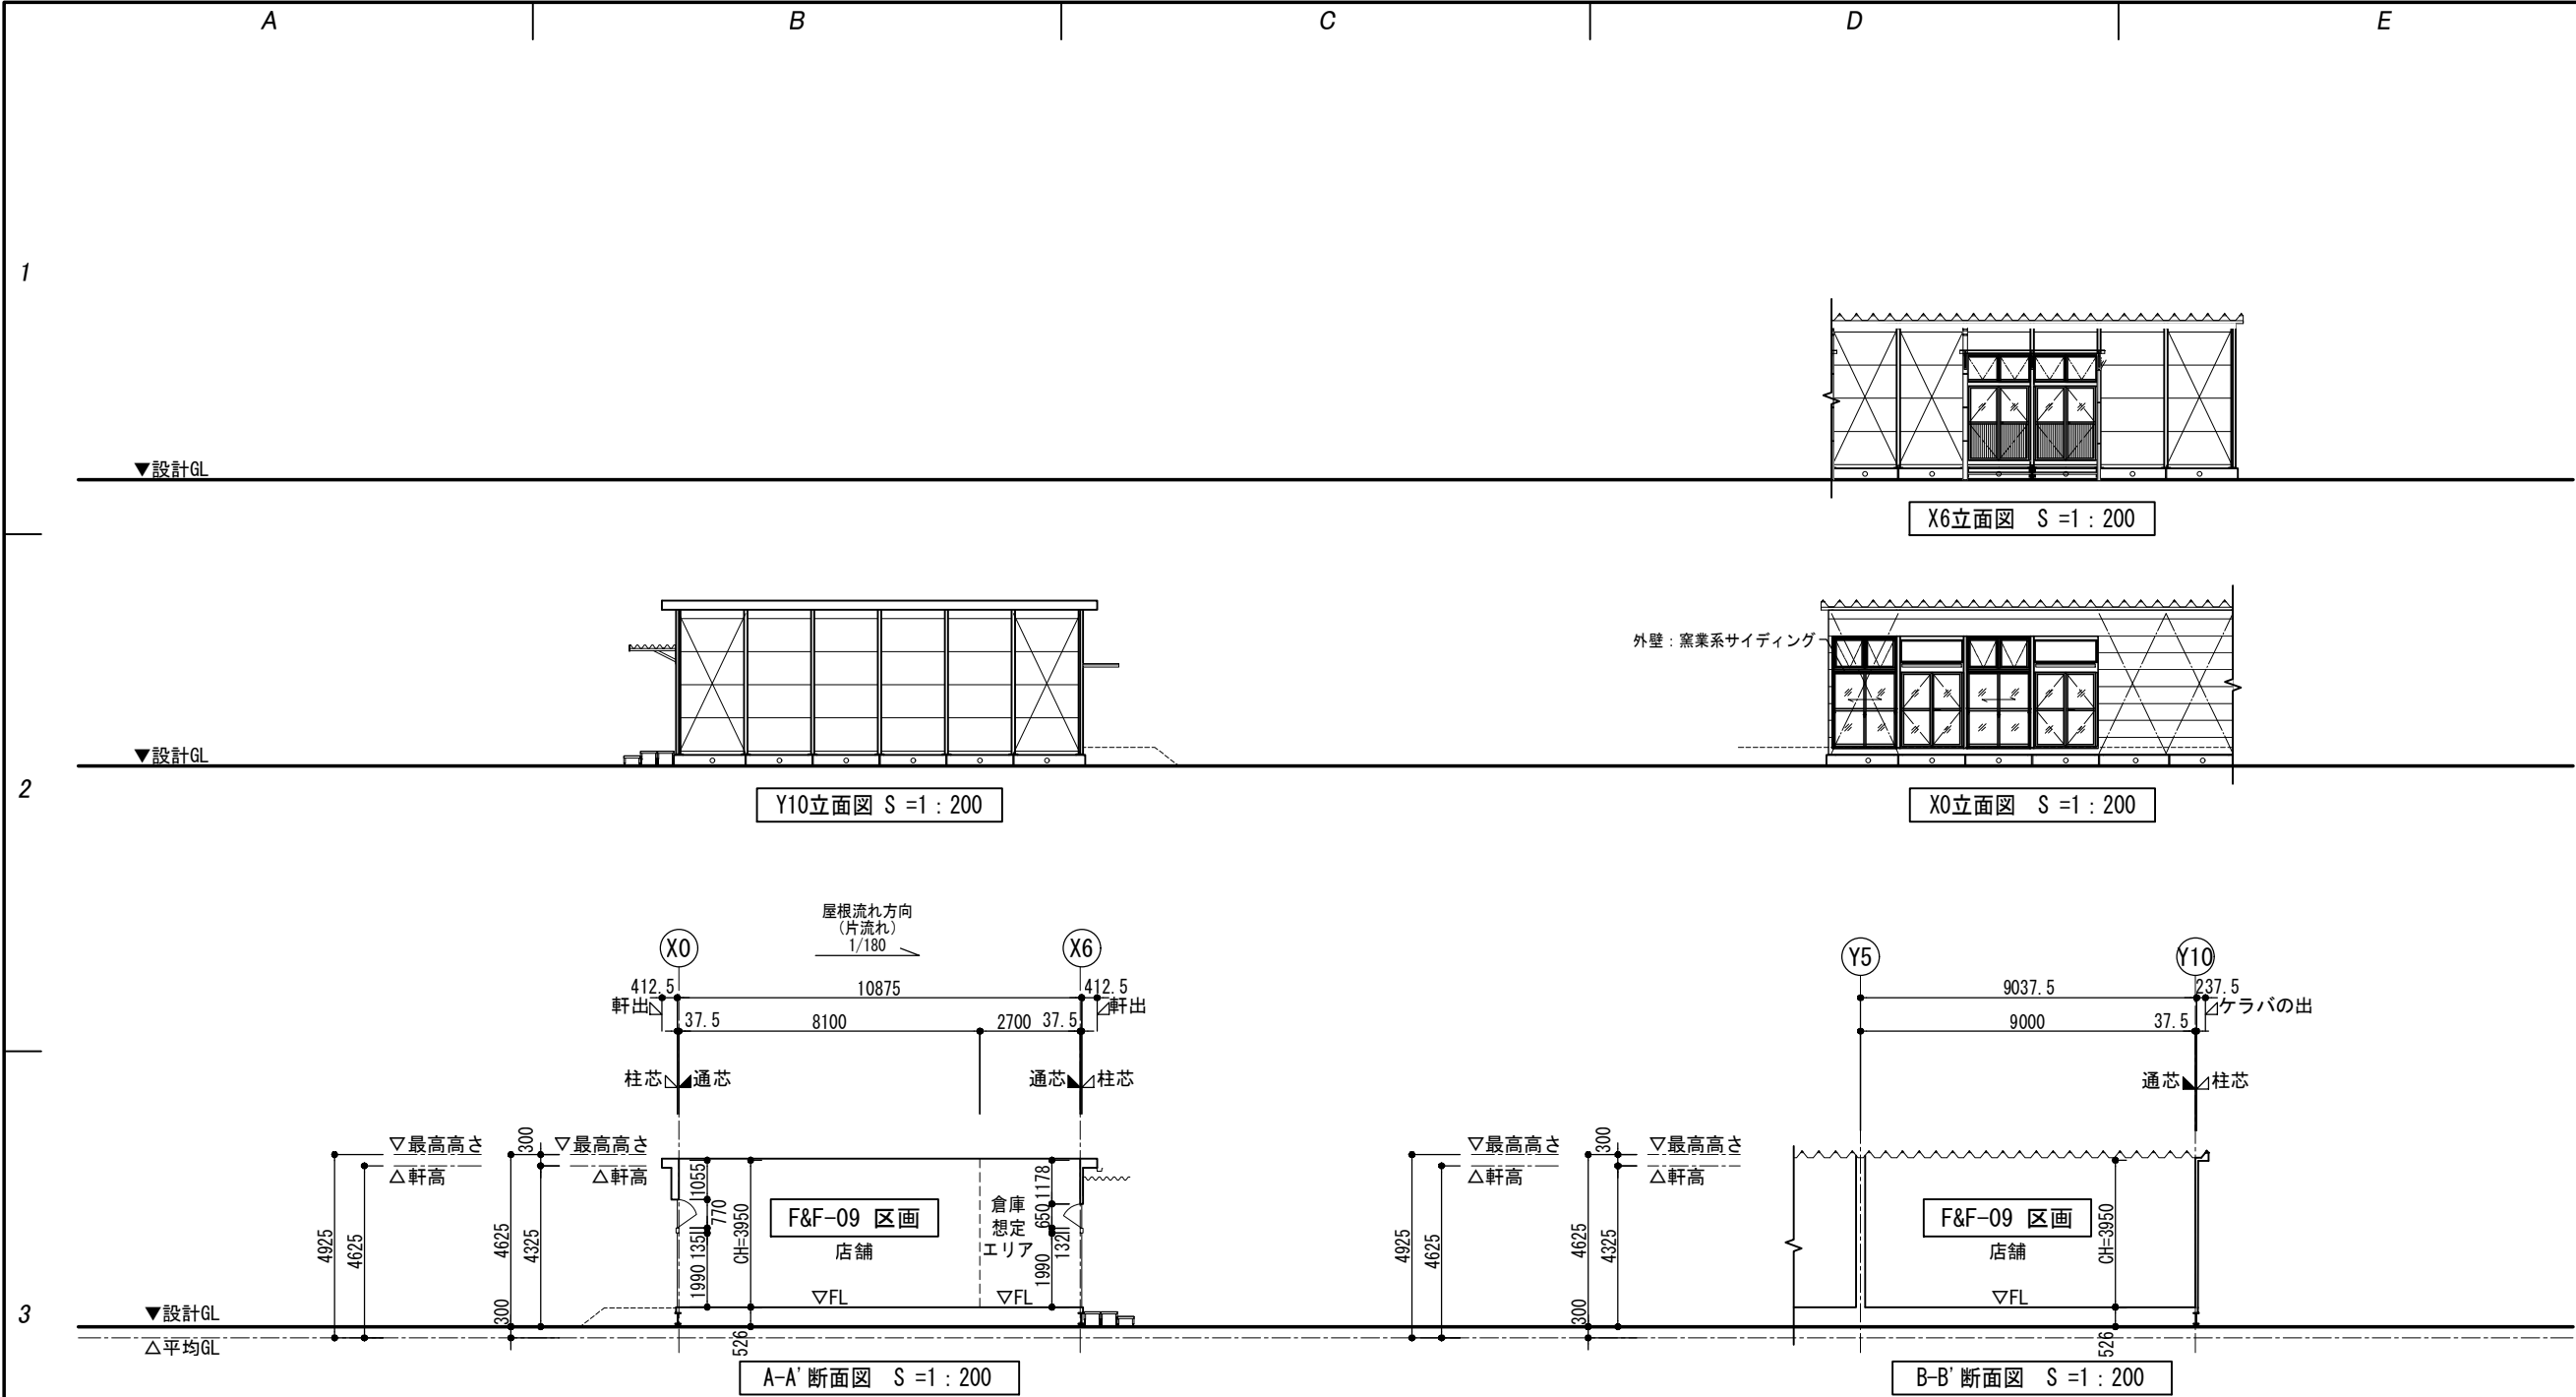 A B C D E
1
▼設計GL
X6立面図 S =1 : 200
外壁 : 窯業系サイディング
▼設計GL
2
Y10立面図 S =1 : 200
X0立面図 S =1 : 200
屋根流れ方向
(片流れ)
1/180
X0 X6 Y5 Y10
412.5 10875 412.5 9037.5 237.5
軒出 軒出 ケラバの出
37.5 8100 2700 37.5 9000 37.5
柱芯 通芯 通芯 柱芯 通芯 柱芯
▽最高高さ 300 ▽最高高さ ▽最高高さ 300 ▽最高高さ
△軒高 △軒高 △軒高 △軒高
4925 4625 4625 4325 300
1055 770 135 1990
CH=3950
F&F-09 区画
店舗
倉庫
想定
エリア
1178 650 132 1990
▽FL ▽FL
526
4925 4625 4625 4325 300
F&F-09 区画
店舗
CH=3950
▽FL
526
3
▼設計GL
△平均GL
A-A' 断面図 S =1 : 200
B-B' 断面図 S =1 : 200